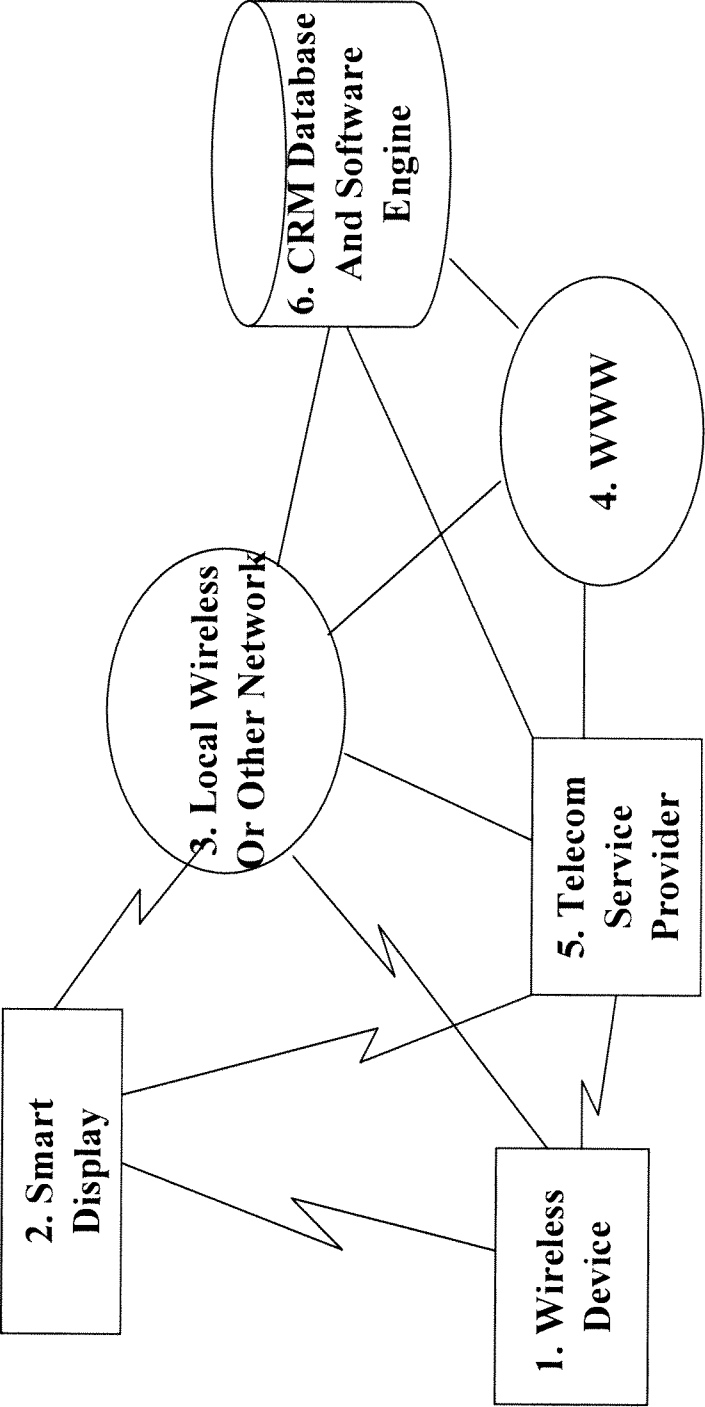 1. Wireless
Device
2. Smart
Display
3. Local Wireless
Or Other Network
4. WWW
5. Telecom
Service
Provider
6. CRM Database
And Software
Engine